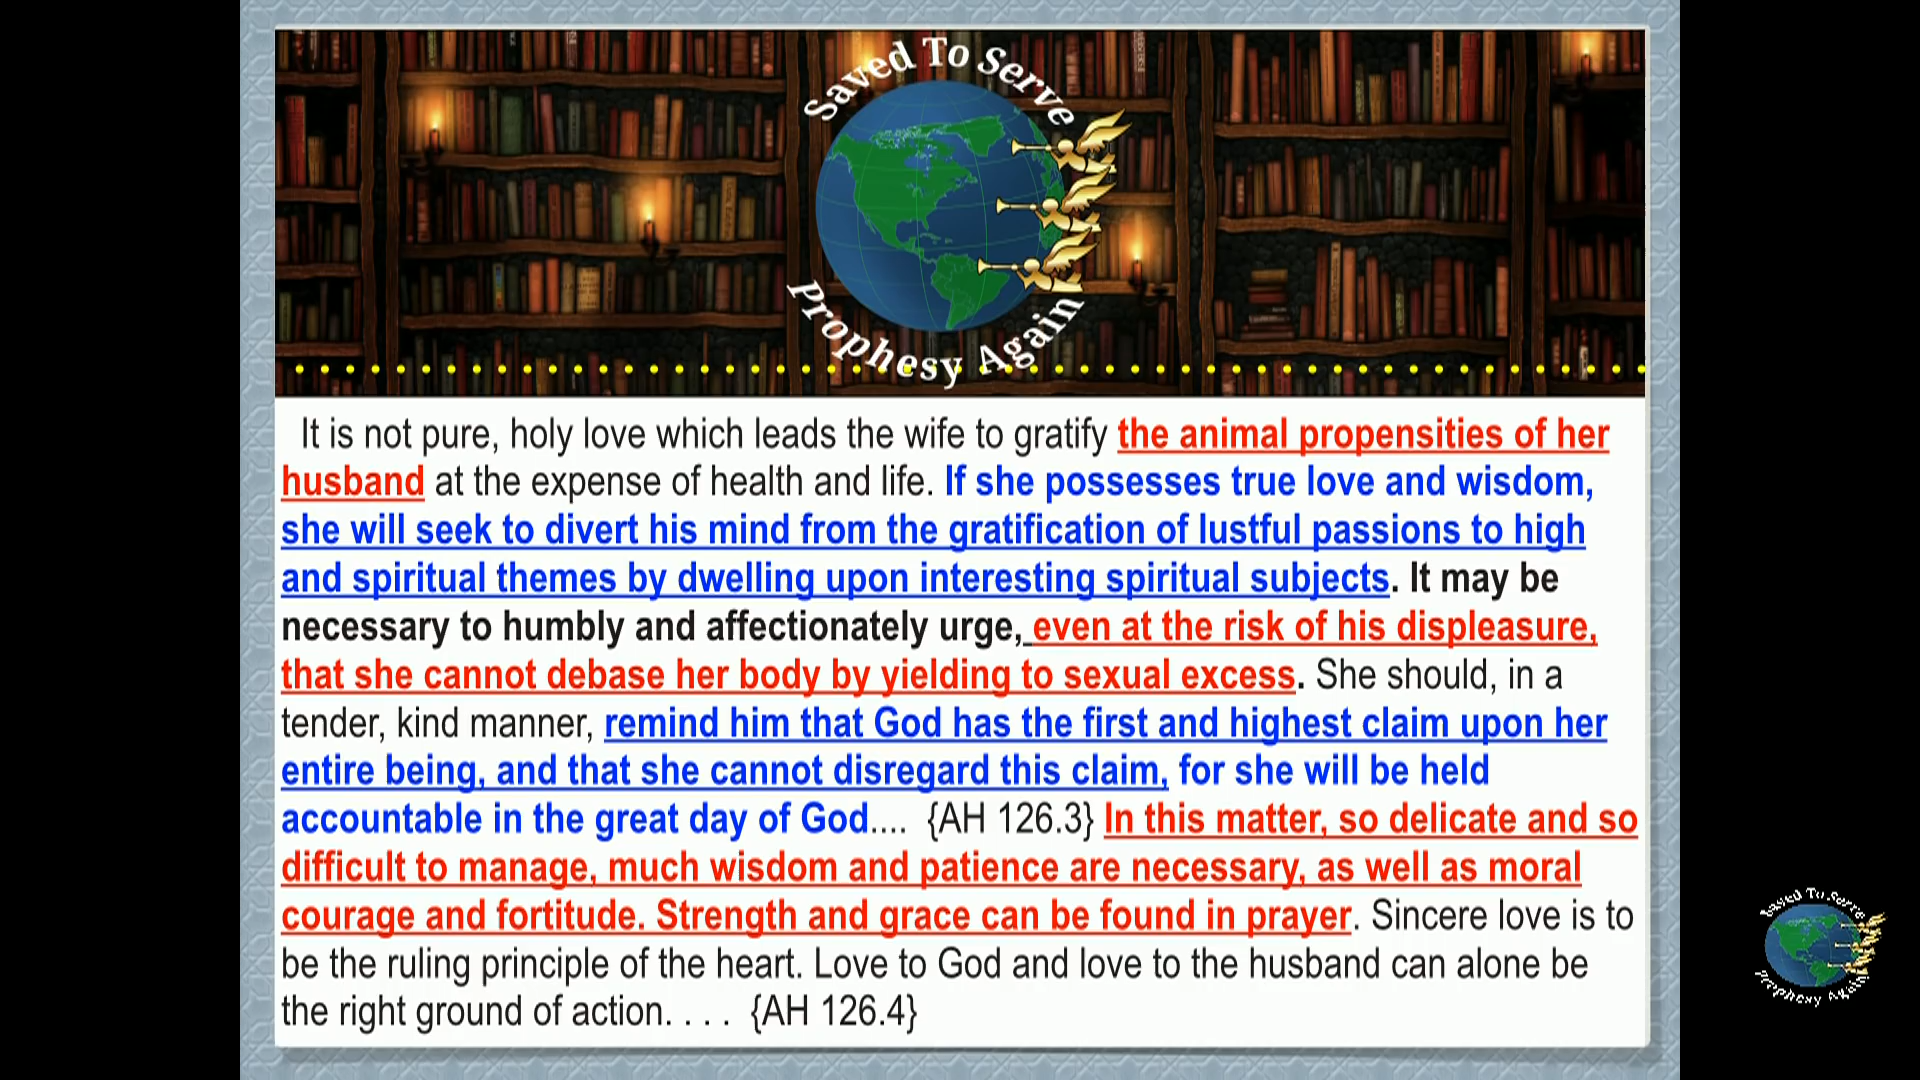 Saved To Serve
Prophesy Again
It is not pure, holy love which leads the wife to gratify the animal propensities of her
husband at the expense of health and life. If she possesses true love and wisdom,
she will seek to divert his mind from the gratification of lustful passions to high
and spiritual themes by dwelling upon interesting spiritual subjects. It may be
necessary to humbly and affectionately urge, even at the risk of his displeasure,
that she cannot debase her body by yielding to sexual excess. She should, in a
tender, kind manner, remind him that God has the first and highest claim upon her
entire being, and that she cannot disregard this claim, for she will be held
accountable in the great day of God.... {AH 126.3} In this matter, so delicate and so
difficult to manage, much wisdom and patience are necessary, as well as moral
courage and fortitude. Strength and grace can be found in prayer. Sincere love is to
be the ruling principle of the heart. Love to God and love to the husband can alone be
the right ground of action. . . . {AH 126.4}
Saved To Serve
Prophesy Again